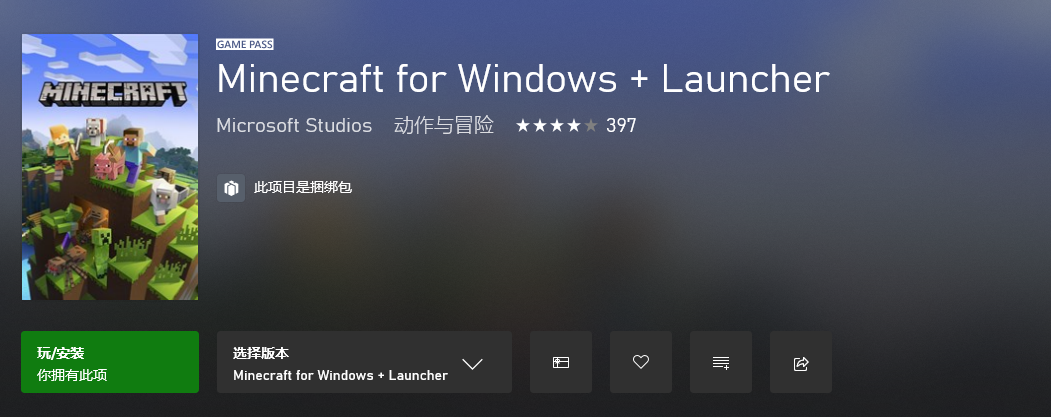 GAME PASS
Minecraft for Windows + Launcher
MINECRAFT
Microsoft Studios 动作与冒险 ★★★★★ 397
此项目是捆绑包
玩/安装
你拥有此项
选择版本
Minecraft for Windows + Launcher